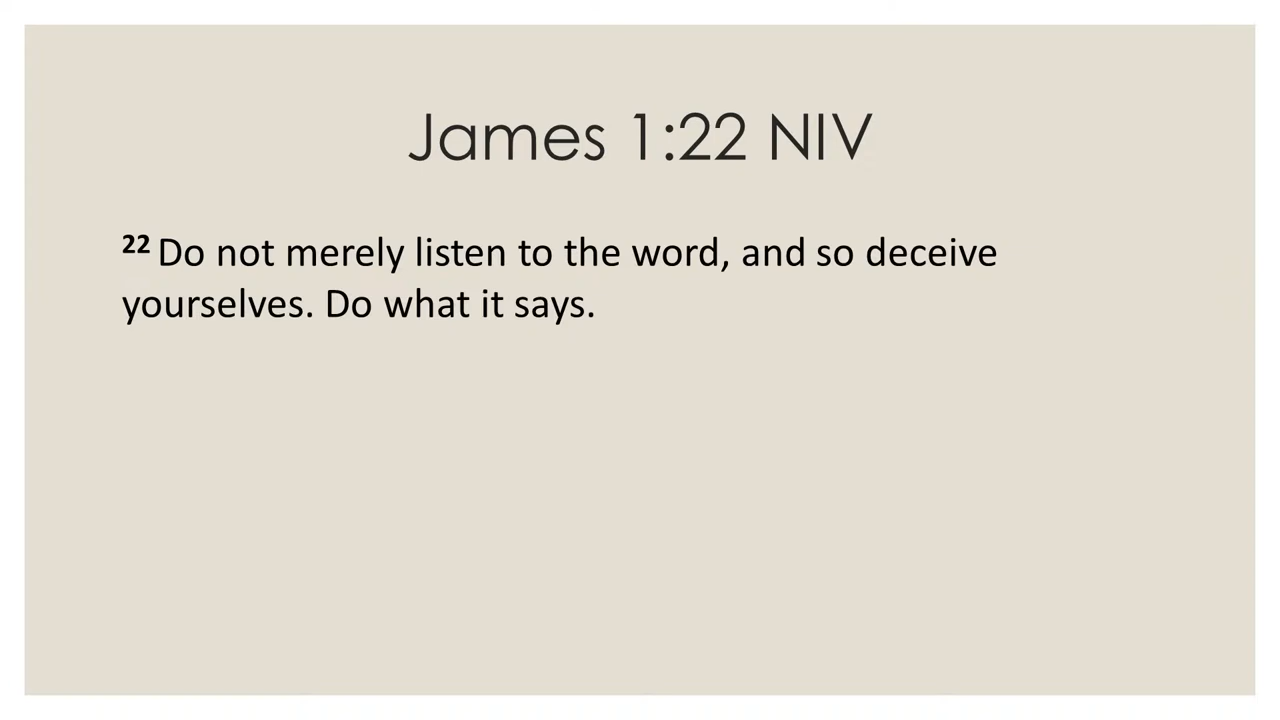 James 1:22 NIV
22 Do not merely listen to the word, and so deceive
yourselves. Do what it says.